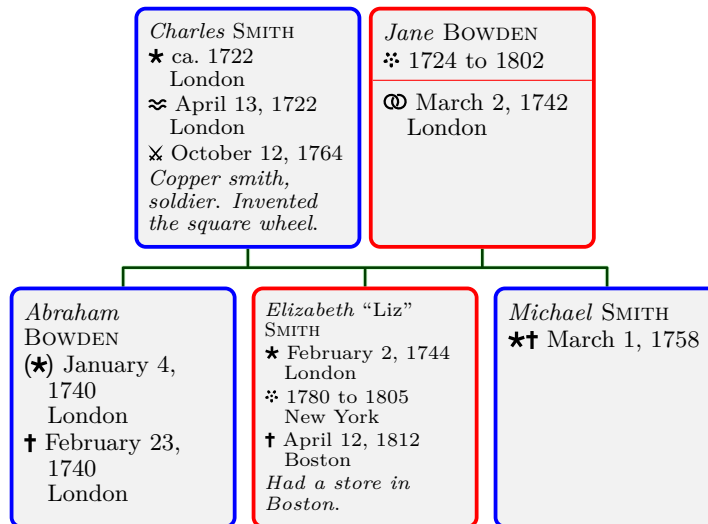 Charles SMITH
★ ca. 1722
London
≈ April 13, 1722
London
⚔ October 12, 1764
Copper smith,
soldier. Invented
the square wheel.
Jane BOWDEN
჻ 1724 to 1802
⚭ March 2, 1742
London
Abraham
BOWDEN
(★) January 4,
1740
London
† February 23,
1740
London
Elizabeth “Liz”
SMITH
★ February 2, 1744
London
჻ 1780 to 1805
New York
† April 12, 1812
Boston
Had a store in
Boston.
Michael SMITH
★† March 1, 1758